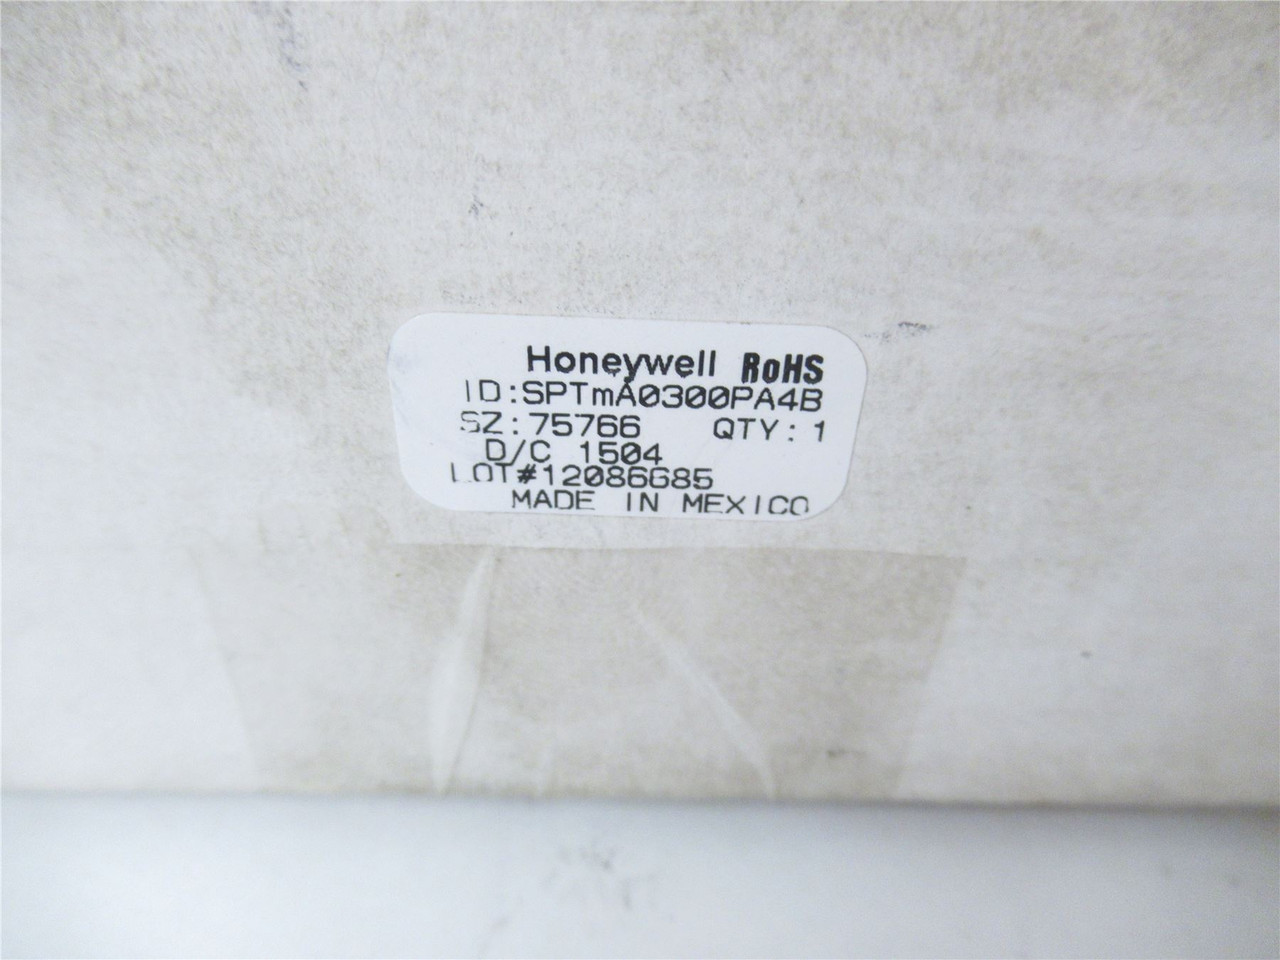 Honeywell RoHS
ID:SPTmA0300PA4B
SZ:75766 QTY: 1
D/C 1504
LOT#12086685
MADE IN MEXICO